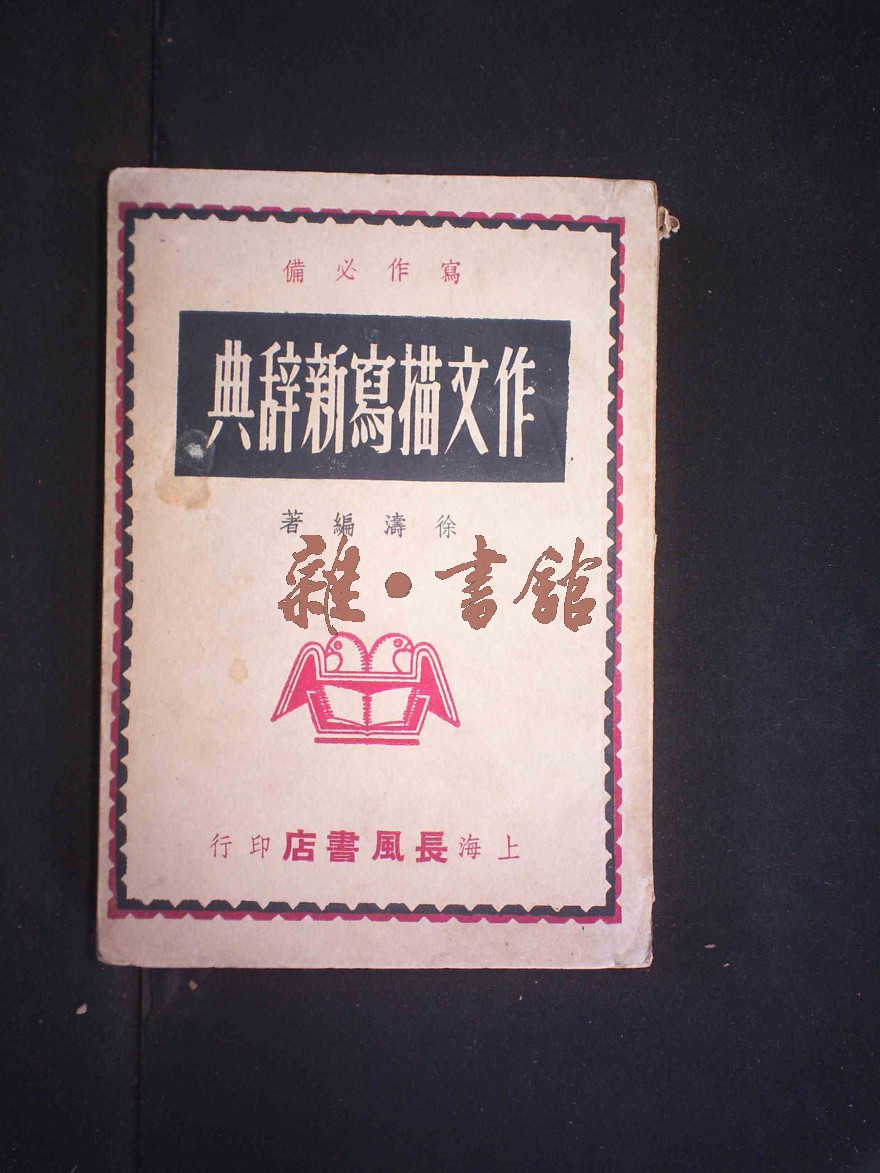 寫作必備
作文描寫新辞典
徐濤編著
雜·書館
上海長風書店印行